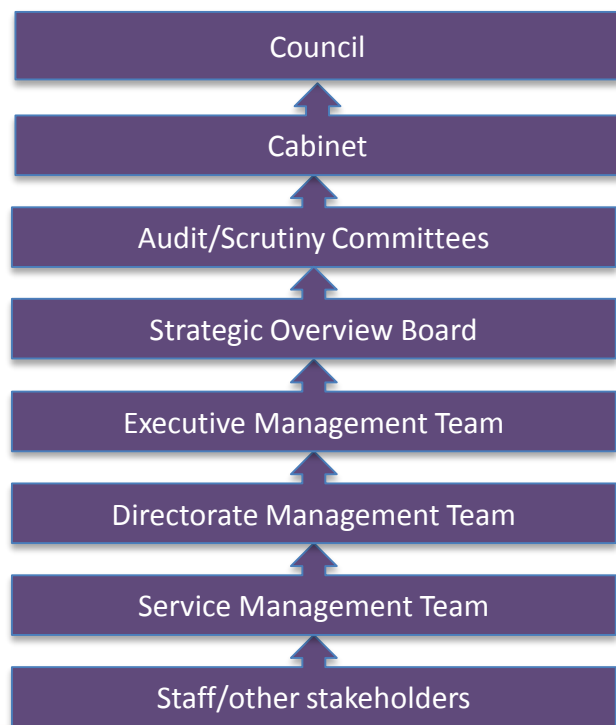 Council
Cabinet
Audit/Scrutiny Committees
Strategic Overview Board
Executive Management Team
Directorate Management Team
Service Management Team
Staff/other stakeholders